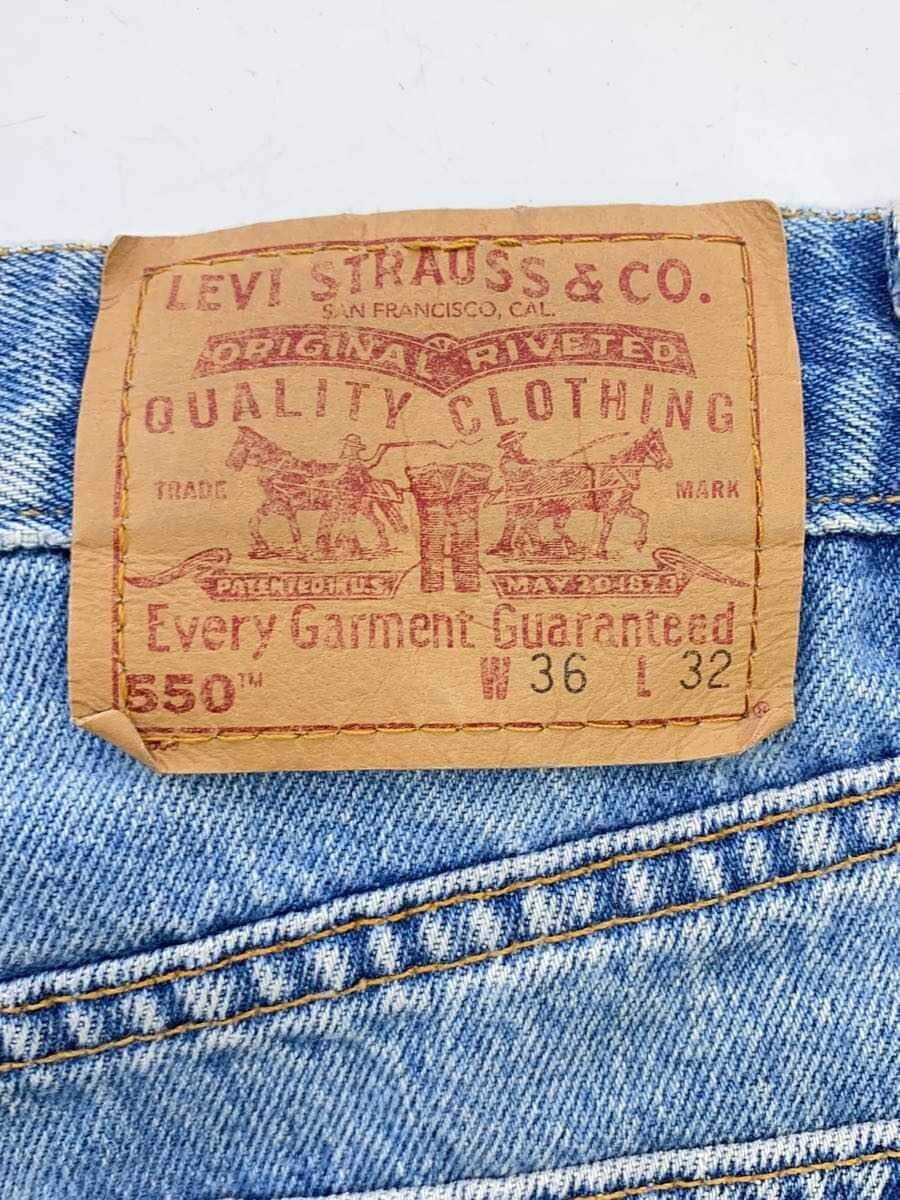 LEVI STRAUSS & CO.
SAN FRANCISCO, CAL.
ORIGINAL RIVETED
QUALITY CLOTHING
TRADE MARK
PATENTED IN U.S. MAY 20 1873
Every Garment Guaranteed
550™ W 36 L 32
®